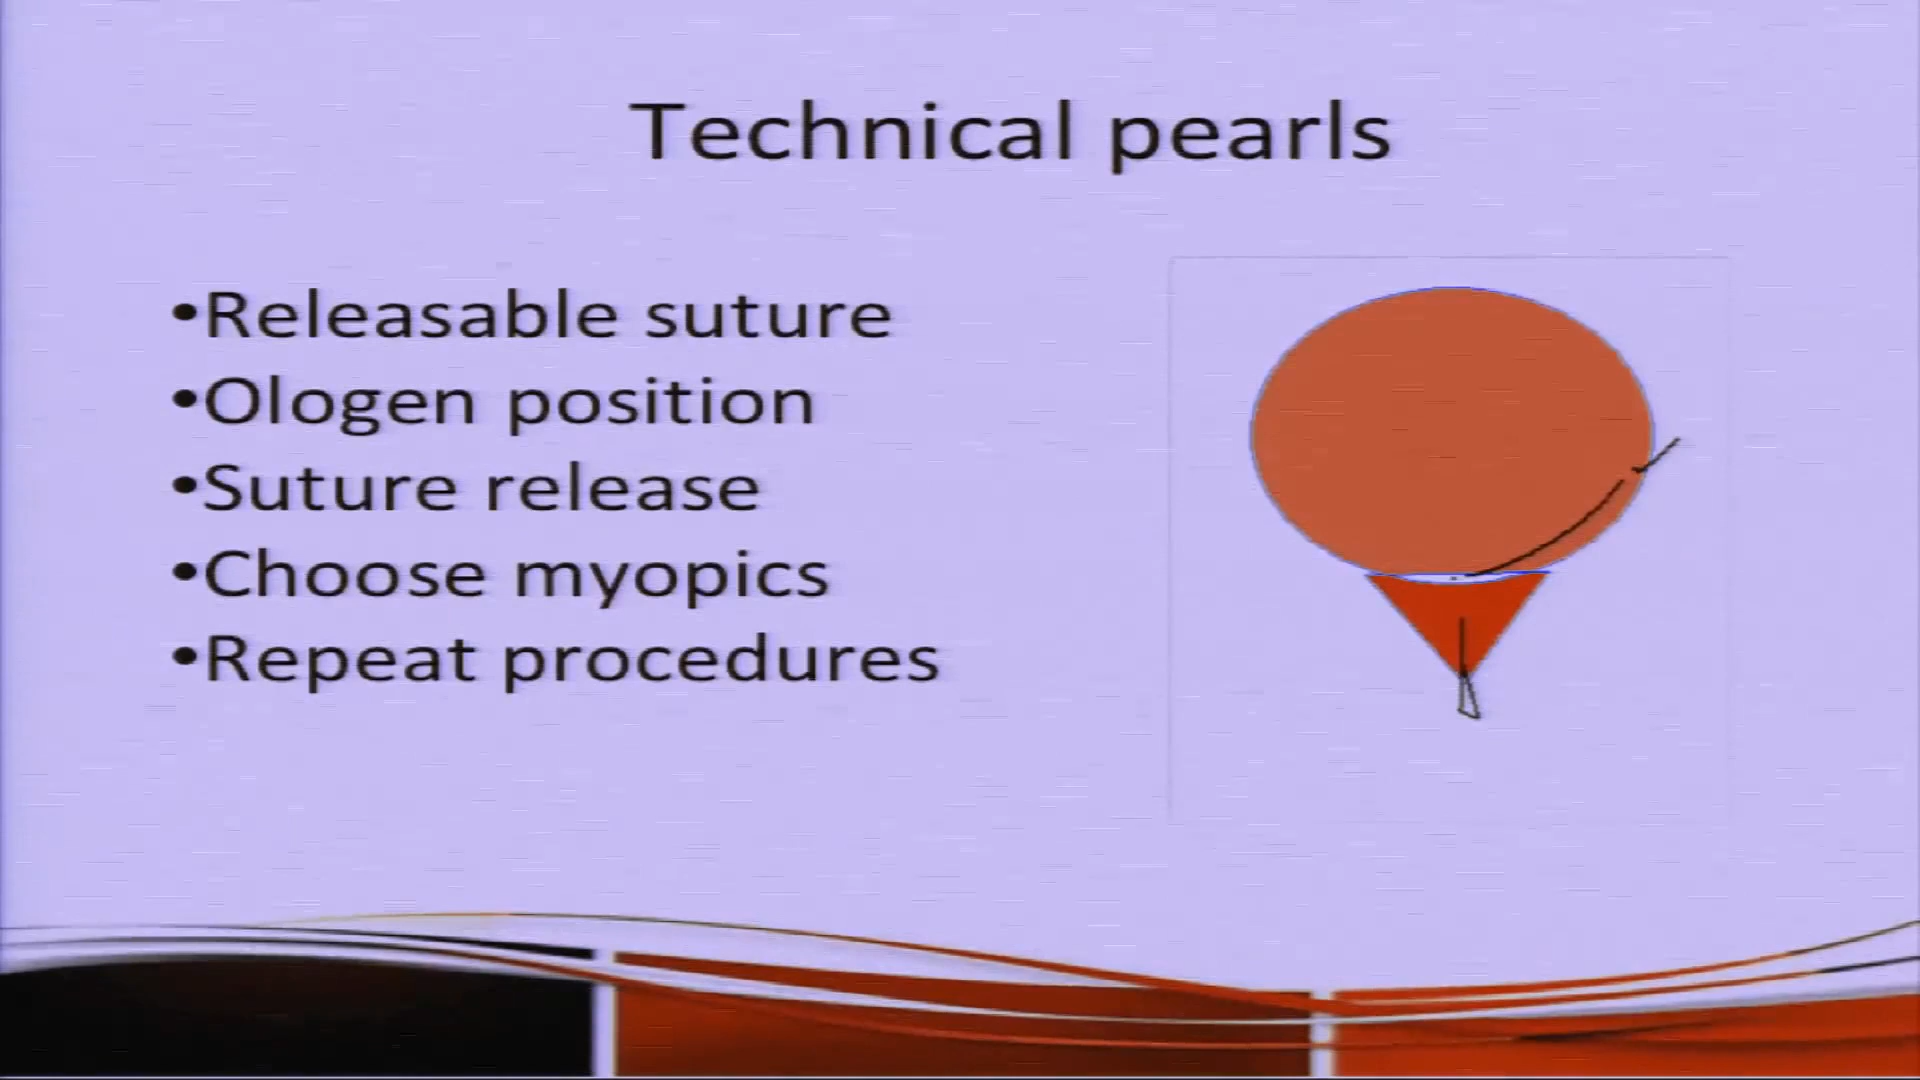 Technical pearls
•Releasable suture
•Ologen position
•Suture release
•Choose myopics
•Repeat procedures